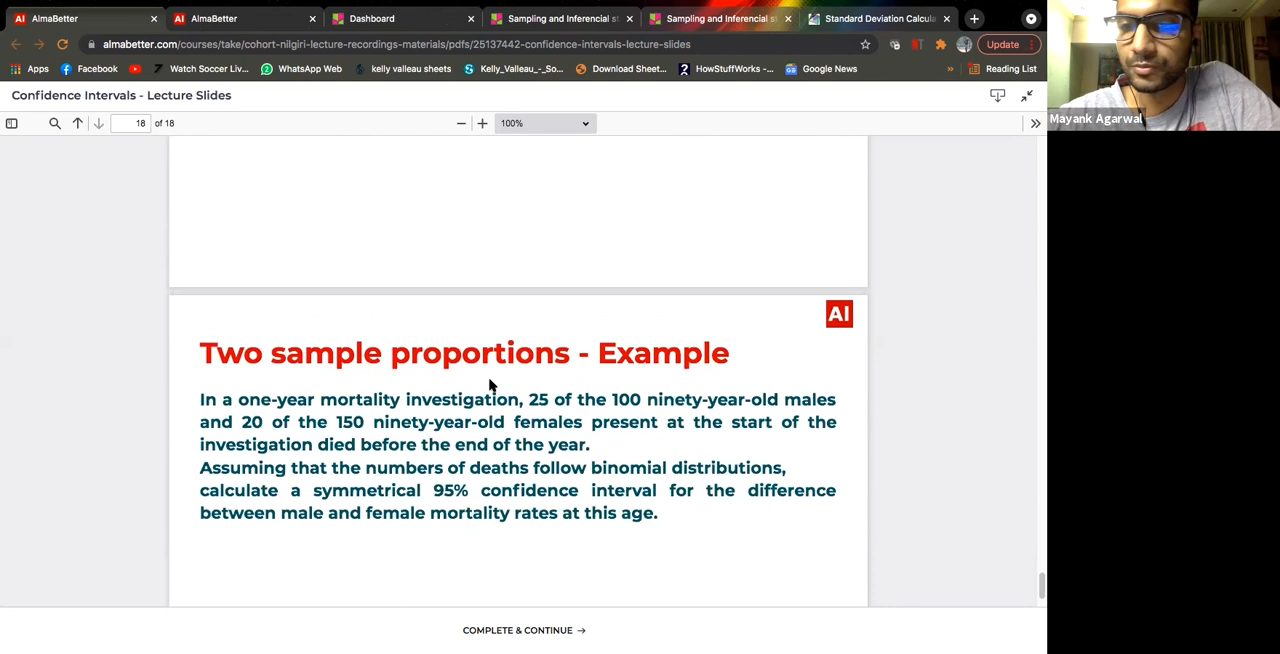 AI AlmaBetter
AI AlmaBetter
Dashboard
Sampling and Inferencial st
Sampling and Inferencial st
Standard Deviation Calcula
almabetter.com/courses/take/cohort-nilgiri-lecture-recordings-materials/pdfs/25137442-confidence-intervals-lecture-slides
Update
Apps
Facebook
Watch Soccer Liv...
WhatsApp Web
kelly valleau sheets
Kelly_Valleau_-_So...
Download Sheet...
HowStuffWorks -...
Google News
»
Reading List
Mayank Agarwal
Confidence Intervals - Lecture Slides
18 of 18
100%
AI
Two sample proportions - Example
In a one-year mortality investigation, 25 of the 100 ninety-year-old males
and 20 of the 150 ninety-year-old females present at the start of the
investigation died before the end of the year.
Assuming that the numbers of deaths follow binomial distributions,
calculate a symmetrical 95% confidence interval for the difference
between male and female mortality rates at this age.
COMPLETE & CONTINUE →